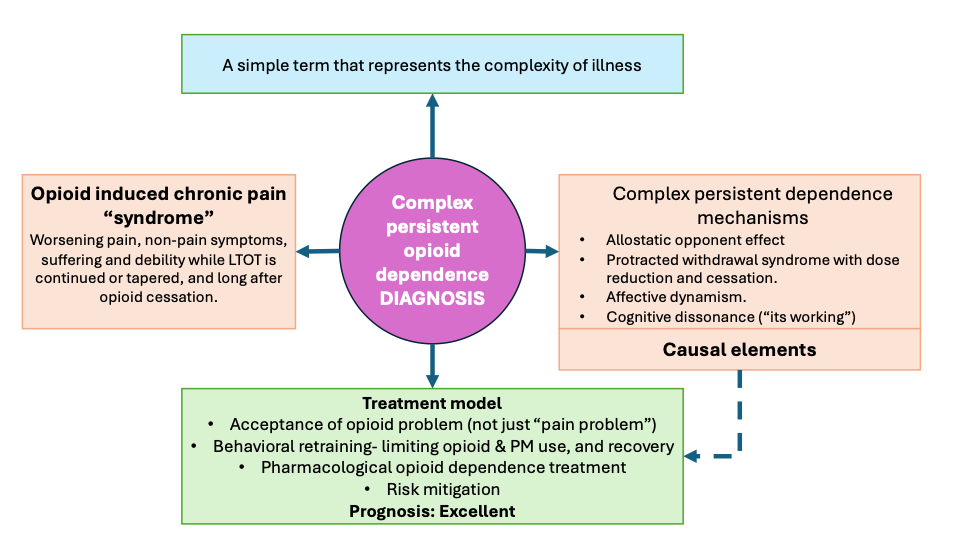 A simple term that represents the complexity of illness
Opioid induced chronic pain
“syndrome”
Worsening pain, non-pain symptoms,
suffering and debility while LTOT is
continued or tapered, and long after
opioid cessation.
Complex
persistent
opioid
dependence
DIAGNOSIS
Complex persistent dependence
mechanisms
• Allostatic opponent effect
• Protracted withdrawal syndrome with dose
reduction and cessation.
• Affective dynamism.
• Cognitive dissonance (“its working”)
Causal elements
Treatment model
• Acceptance of opioid problem (not just “pain problem”)
• Behavioral retraining- limiting opioid & PM use, and recovery
• Pharmacological opioid dependence treatment
• Risk mitigation
Prognosis: Excellent